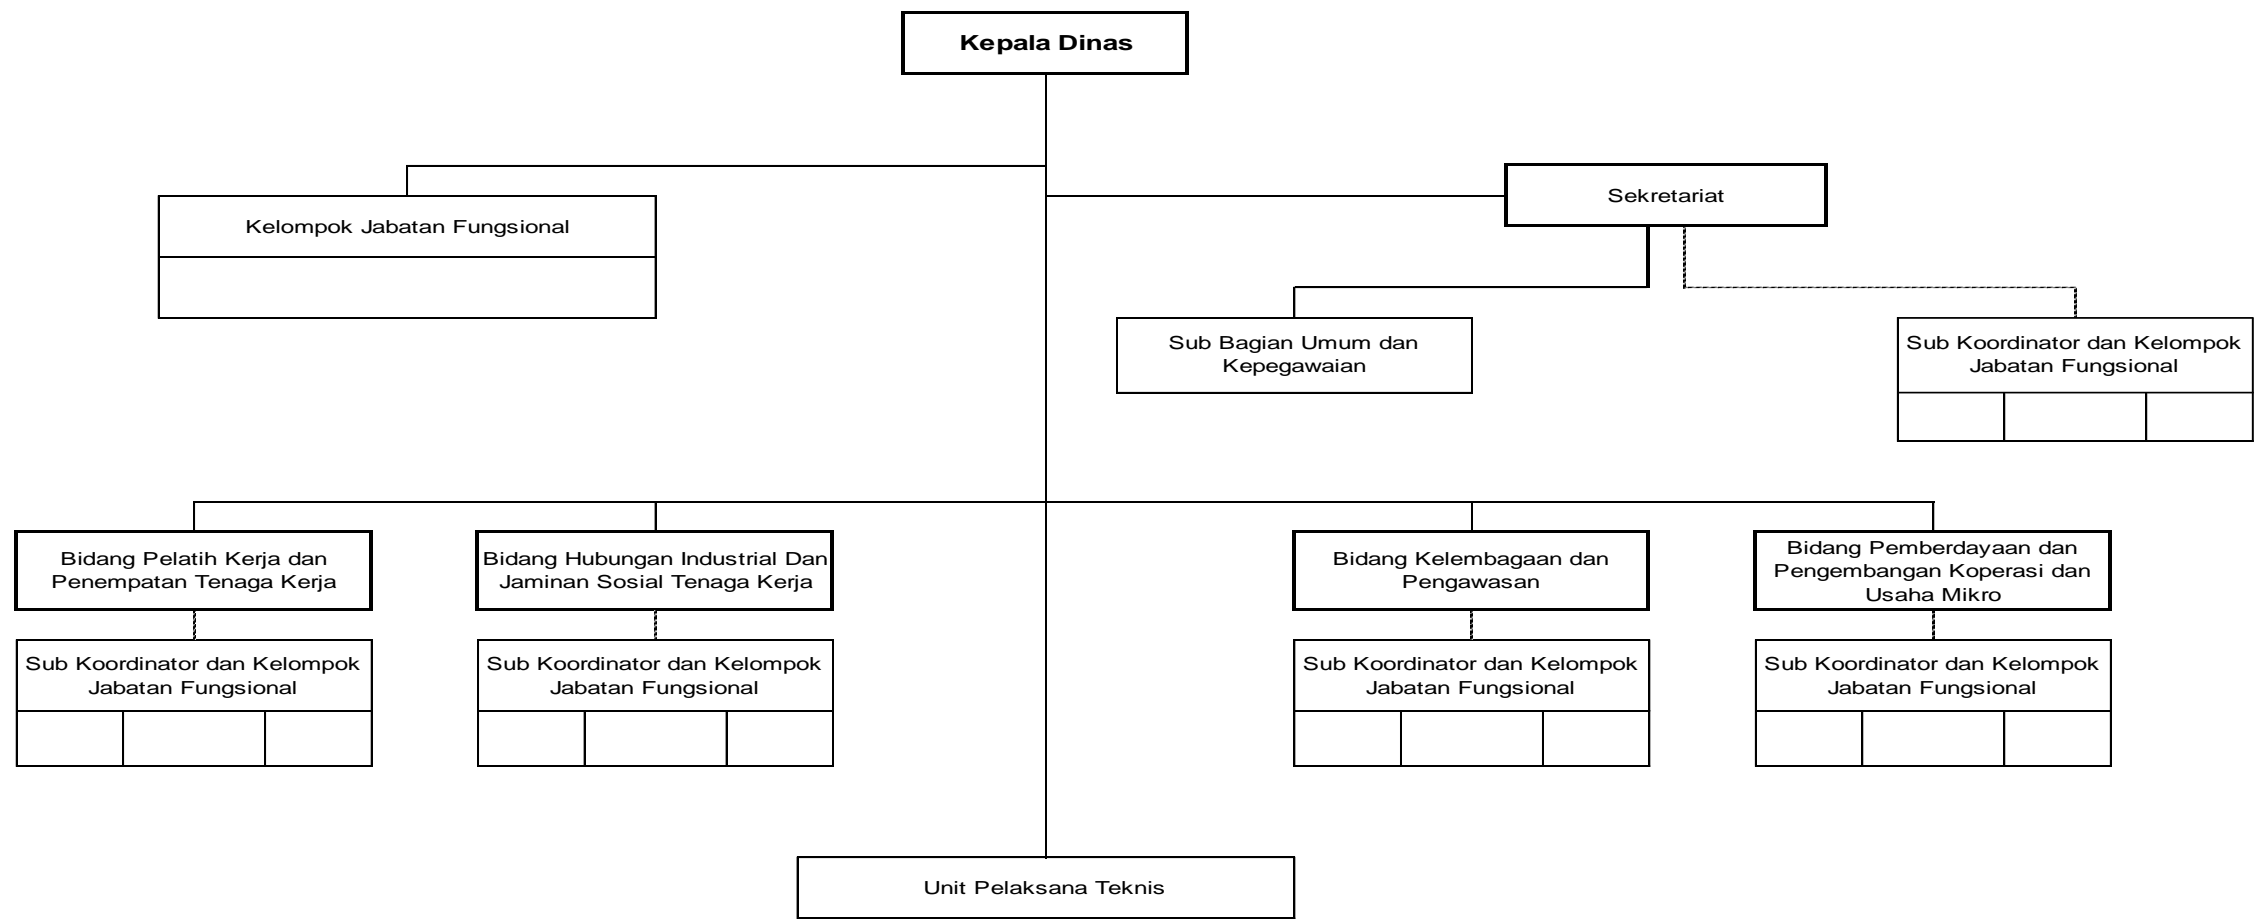 Kepala Dinas
Sekretariat
Kelompok Jabatan Fungsional
Sub Bagian Umum dan
Kepegawaian
Sub Koordinator dan Kelompok
Jabatan Fungsional
Bidang Pelatih Kerja dan
Penempatan Tenaga Kerja
Bidang Hubungan Industrial Dan
Jaminan Sosial Tenaga Kerja
Bidang Kelembagaan dan
Pengawasan
Bidang Pemberdayaan dan
Pengembangan Koperasi dan
Usaha Mikro
Sub Koordinator dan Kelompok
Jabatan Fungsional
Sub Koordinator dan Kelompok
Jabatan Fungsional
Sub Koordinator dan Kelompok
Jabatan Fungsional
Sub Koordinator dan Kelompok
Jabatan Fungsional
Unit Pelaksana Teknis